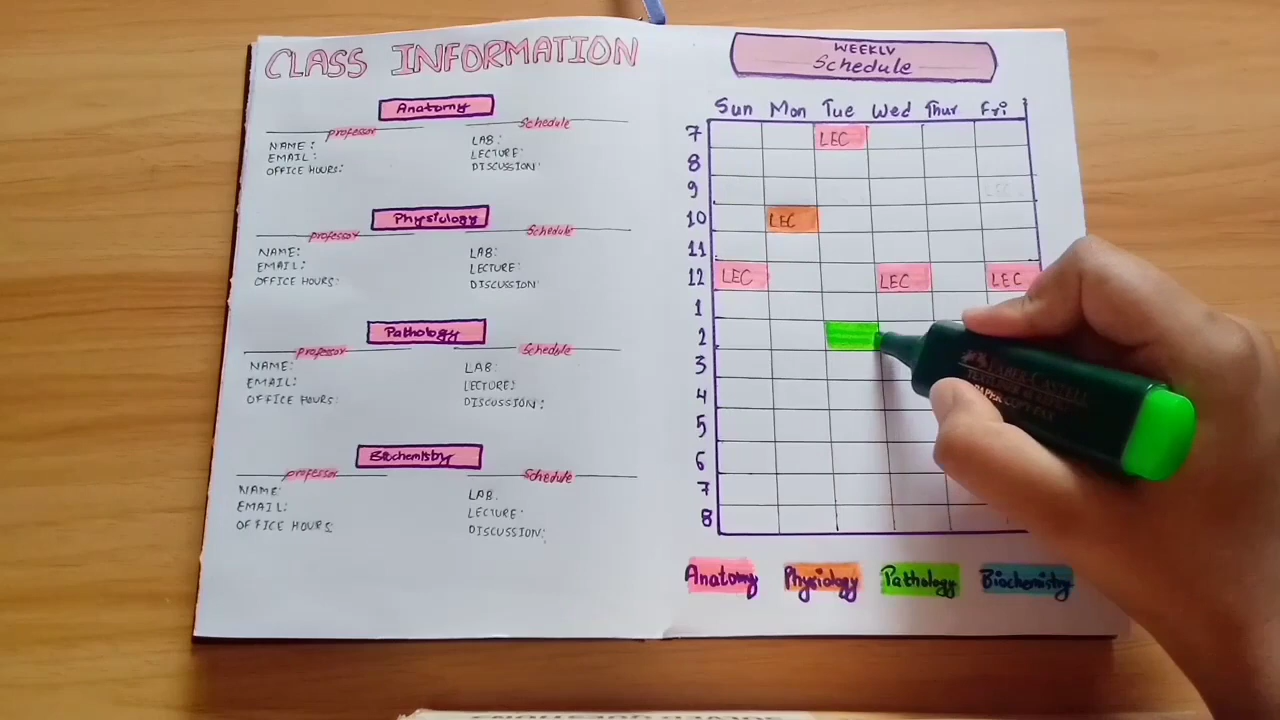 CLASS INFORMATION
Anatomy
professor Schedule
NAME: LAB:
EMAIL: LECTURE:
OFFICE HOURS: DISCUSSION:
Physiology
professor Schedule
NAME: LAB:
EMAIL: LECTURE:
OFFICE HOURS: DISCUSSION:
Pathology
professor Schedule
NAME: LAB:
EMAIL: LECTURE:
OFFICE HOURS: DISCUSSION:
Biochemistry
professor Schedule
NAME: LAB:
EMAIL: LECTURE:
OFFICE HOURS DISCUSSION:
WEEKLY
Schedule
Sun Mon Tue Wed Thur Fri
7 LEC
8
9 LEC
10 LEC
11
12 LEC LEC LEC
1
2
3
4
5
6
7
8
Anatomy Physiology Pathology Biochemistry
FABER-CASTELL